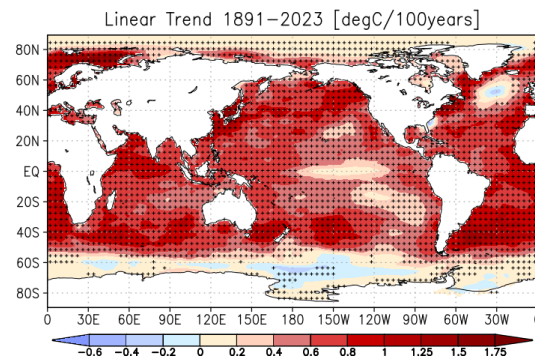 Linear Trend 1891−2023 [degC/100years]
80N
60N
40N
20N
EQ
20S
40S
60S
80S
0 30E 60E 90E 120E 150E 180 150W 120W 90W 60W 30W 0
−0.6 −0.4 −0.2 0 0.2 0.4 0.6 0.8 1 1.25 1.5 1.75